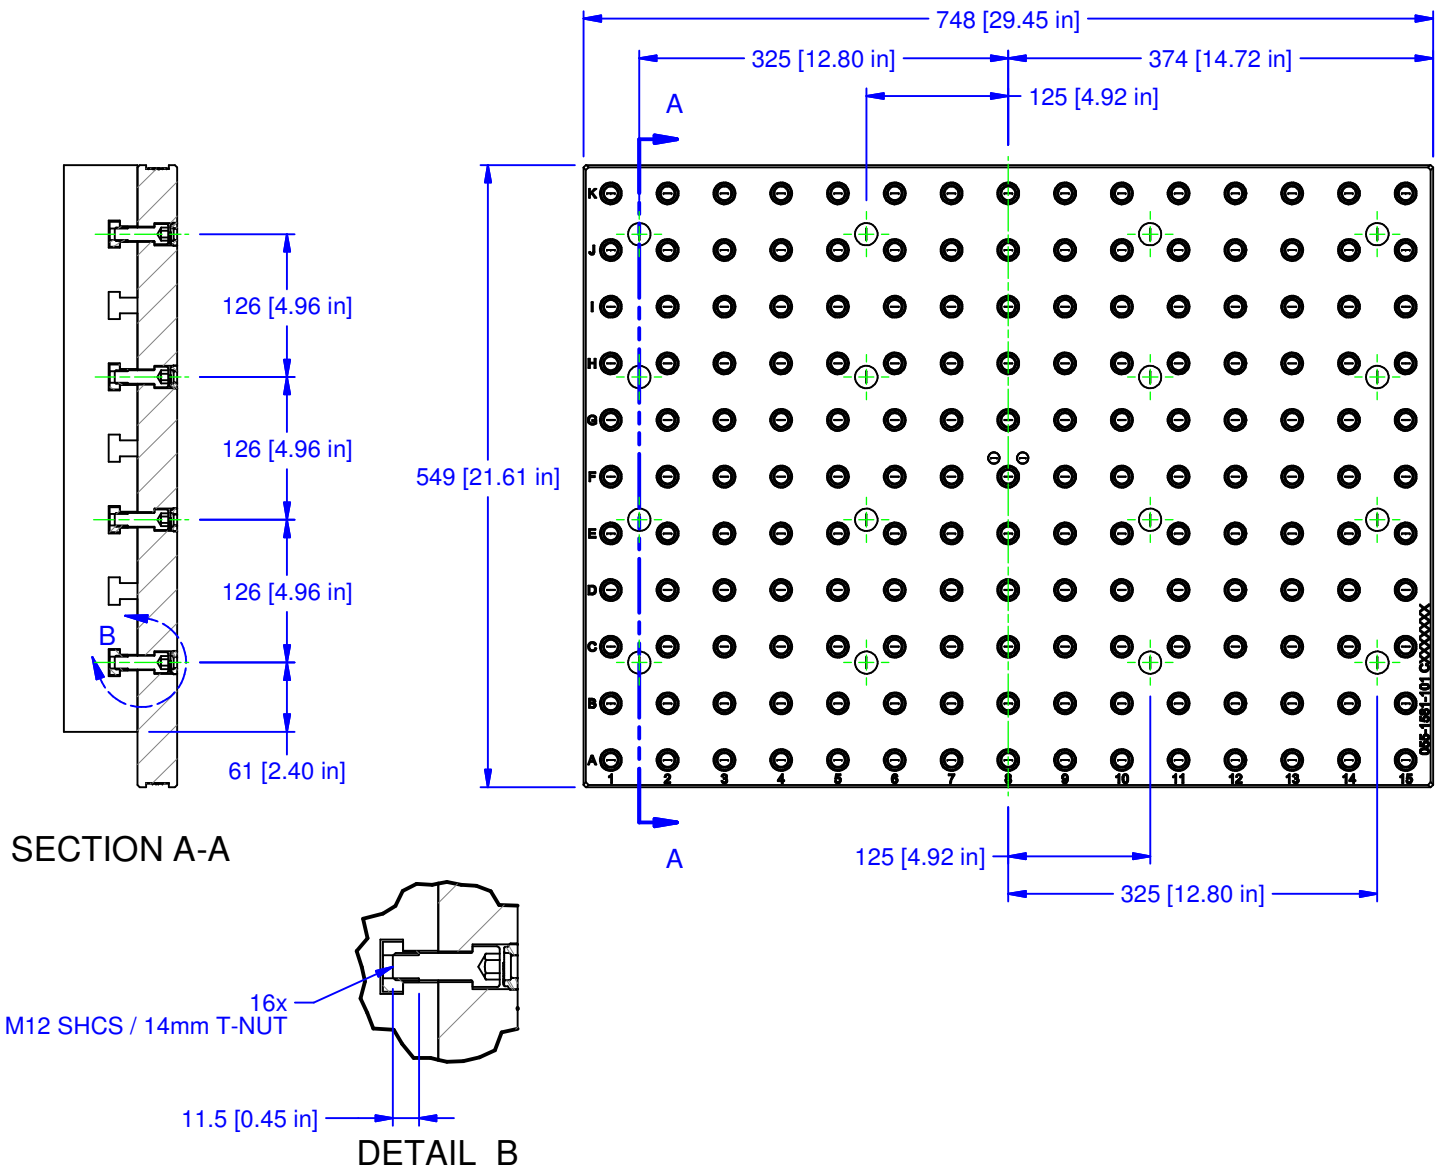 748 [29.45 in]
325 [12.80 in]
374 [14.72 in]
125 [4.92 in]
A
K
J
I
H
G
F
E
D
C
B
A
1 2 3 4 5 6 7 8 9 10 11 12 13 14 15
549 [21.61 in]
126 [4.96 in]
126 [4.96 in]
126 [4.96 in]
B
61 [2.40 in]
A
125 [4.92 in]
325 [12.80 in]
SECTION A-A
16x
M12 SHCS / 14mm T-NUT
11.5 [0.45 in]
DETAIL B